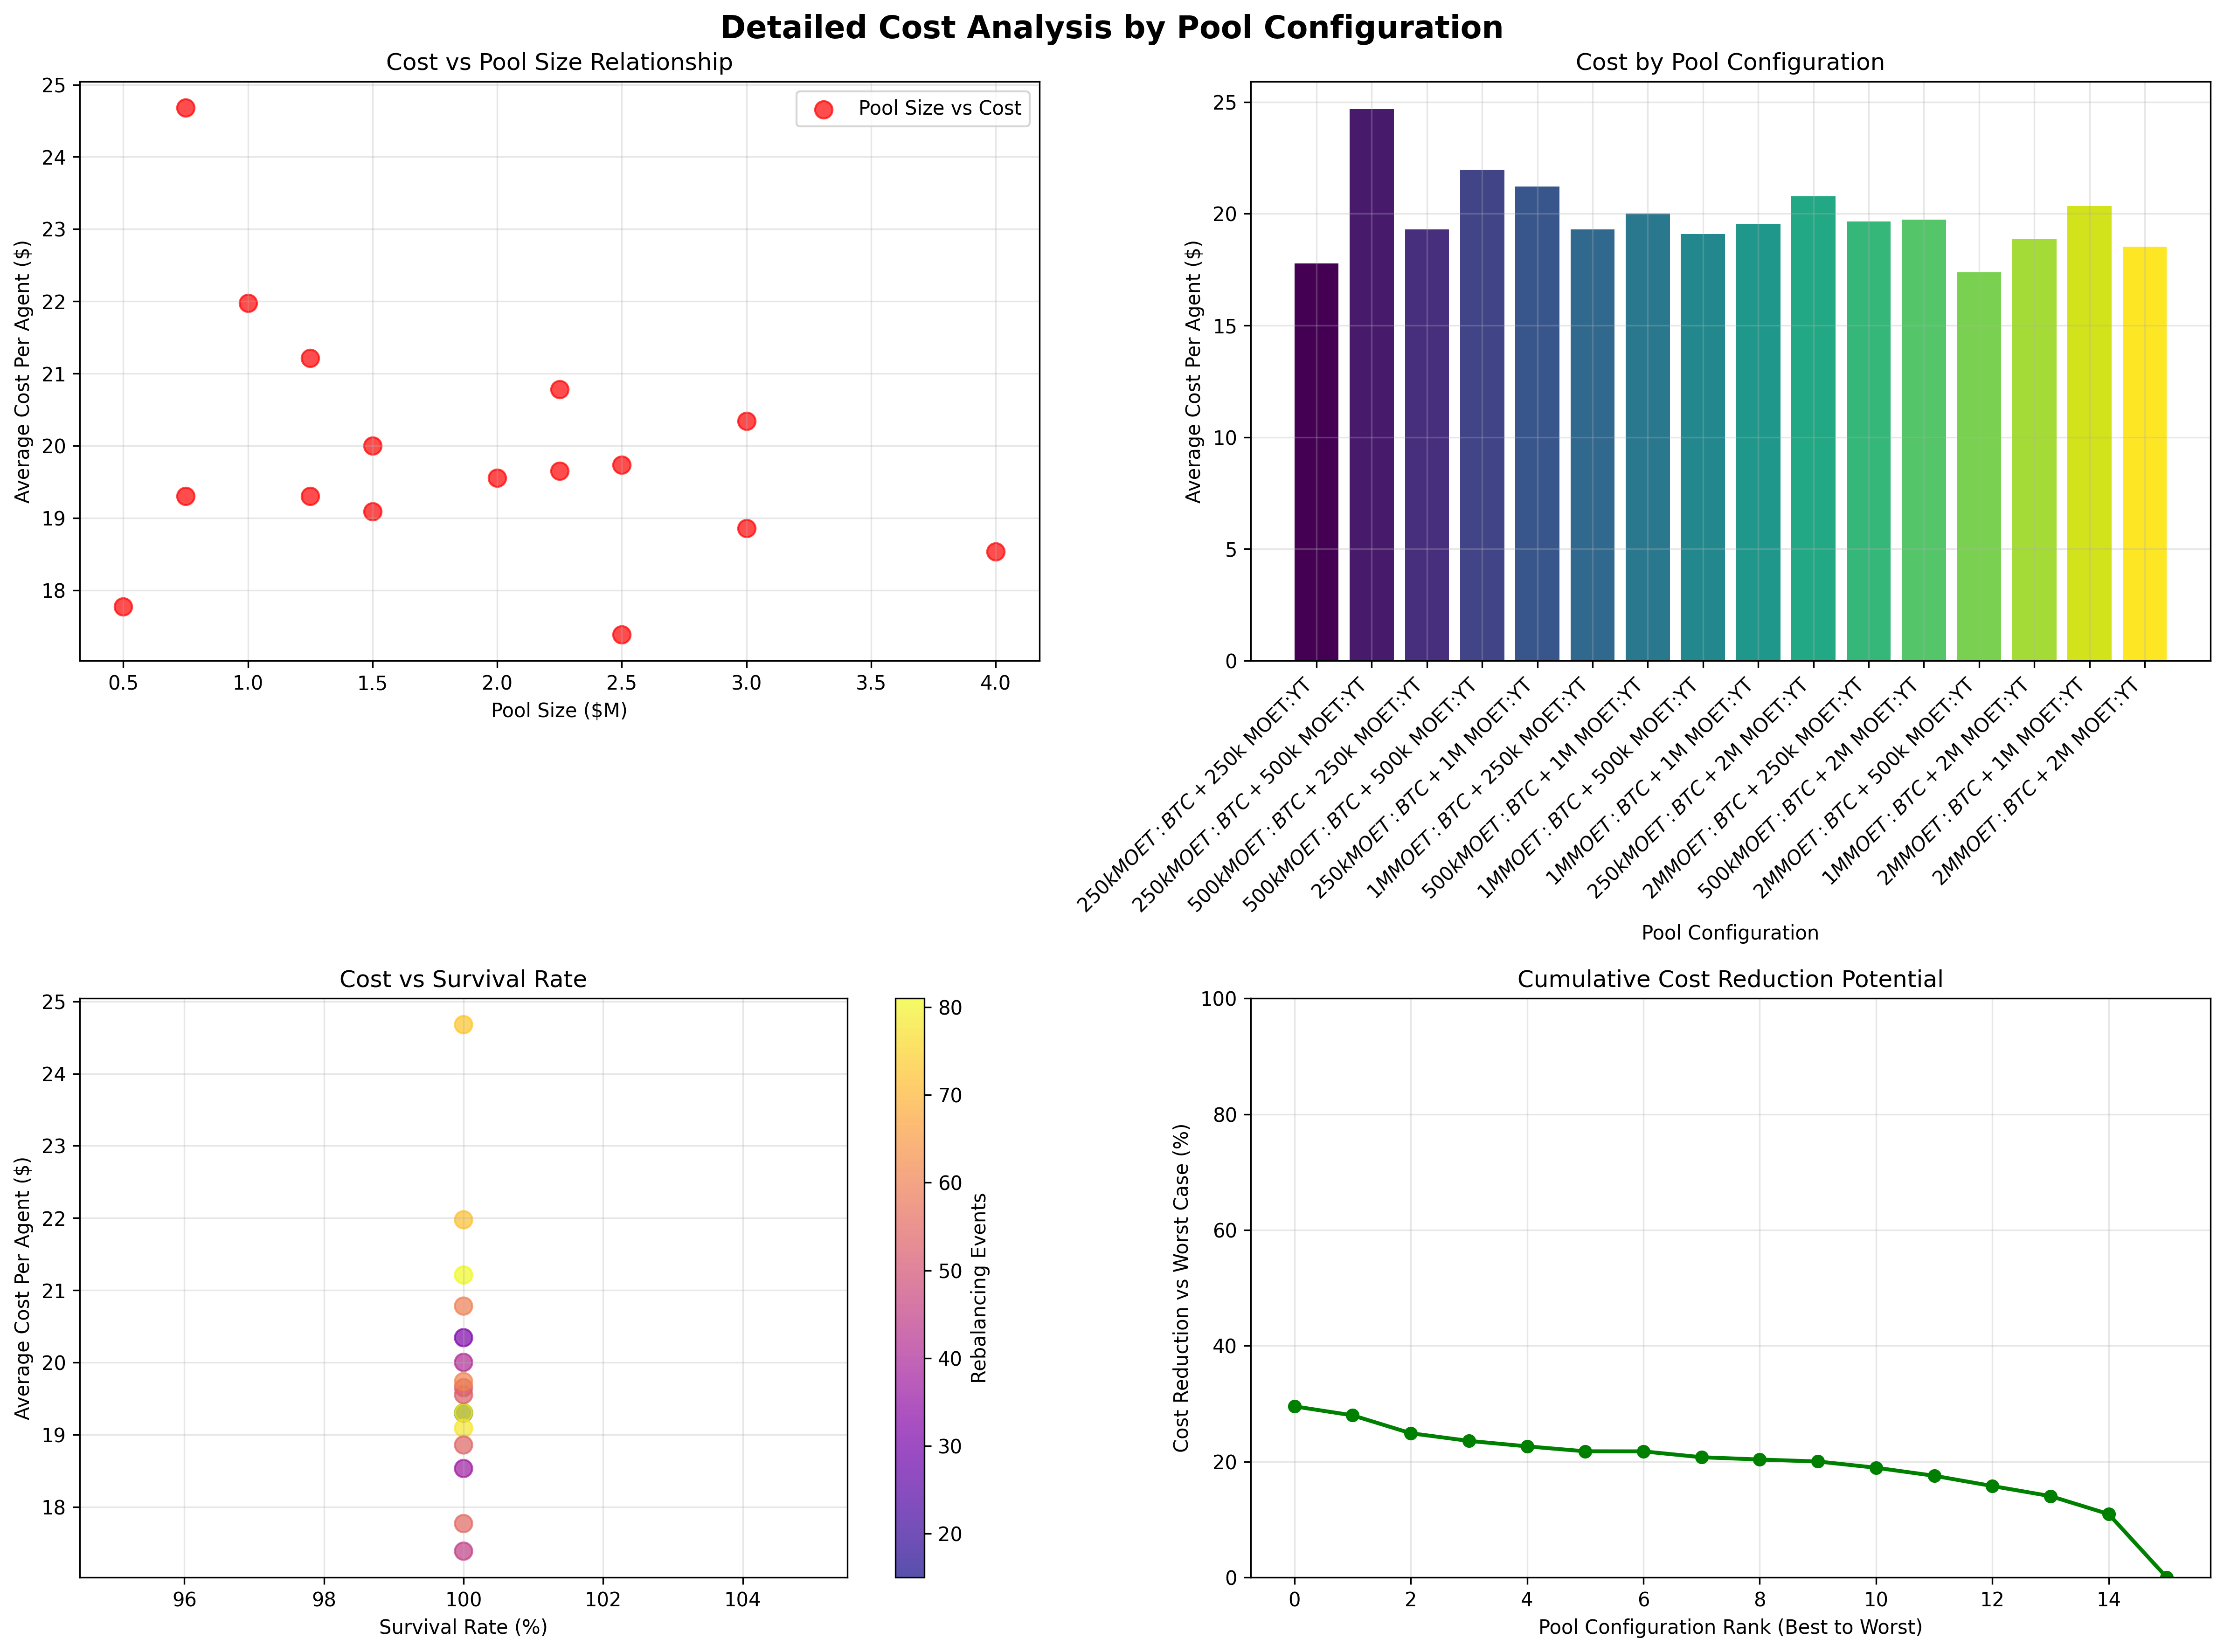 Detailed Cost Analysis by Pool Configuration
Cost vs Pool Size Relationship
Pool Size vs Cost
Average Cost Per Agent ($)
25
24
23
22
21
20
19
18
0.5 1.0 1.5 2.0 2.5 3.0 3.5 4.0
Pool Size ($M)
Cost by Pool Configuration
Average Cost Per Agent ($)
25
20
15
10
5
0
250kMOET:BTC + 250k MOET:YT
250kMOET:BTC + 500k MOET:YT
500kMOET:BTC + 250k MOET:YT
500kMOET:BTC + 500k MOET:YT
250kMOET:BTC + 1M MOET:YT
1MMOET:BTC + 250k MOET:YT
500kMOET:BTC + 1M MOET:YT
1MMOET:BTC + 500k MOET:YT
1MMOET:BTC + 1M MOET:YT
250kMOET:BTC + 2M MOET:YT
2MMOET:BTC + 250k MOET:YT
500kMOET:BTC + 2M MOET:YT
2MMOET:BTC + 500k MOET:YT
1MMOET:BTC + 2M MOET:YT
2MMOET:BTC + 1M MOET:YT
2MMOET:BTC + 2M MOET:YT
Pool Configuration
Cost vs Survival Rate
Average Cost Per Agent ($)
25
24
23
22
21
20
19
18
96 98 100 102 104
Survival Rate (%)
80
70
60
50
40
30
20
Rebalancing Events
Cumulative Cost Reduction Potential
Cost Reduction vs Worst Case (%)
100
80
60
40
20
0
0 2 4 6 8 10 12 14
Pool Configuration Rank (Best to Worst)